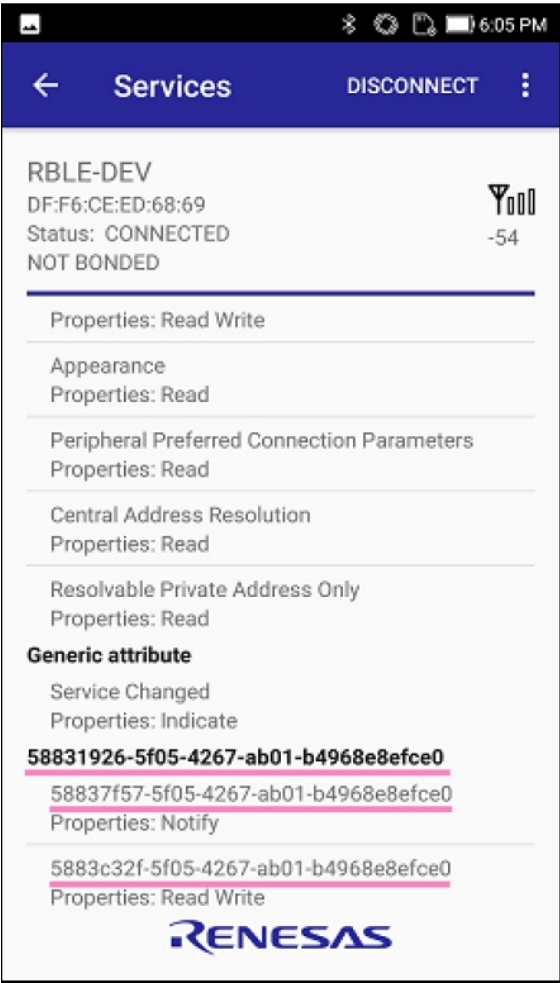 6:05 PM
Services
DISCONNECT
RBLE-DEV
DF:F6:CE:ED:68:69
Status: CONNECTED
-54
NOT BONDED
Properties: Read Write
Appearance
Properties: Read
Peripheral Preferred Connection Parameters
Properties: Read
Central Address Resolution
Properties: Read
Resolvable Private Address Only
Properties: Read
Generic attribute
Service Changed
Properties: Indicate
58831926-5f05-4267-ab01-b4968e8efce0
58837f57-5f05-4267-ab01-b4968e8efce0
Properties: Notify
5883c32f-5f05-4267-ab01-b4968e8efce0
Properties: Read Write
RENESAS